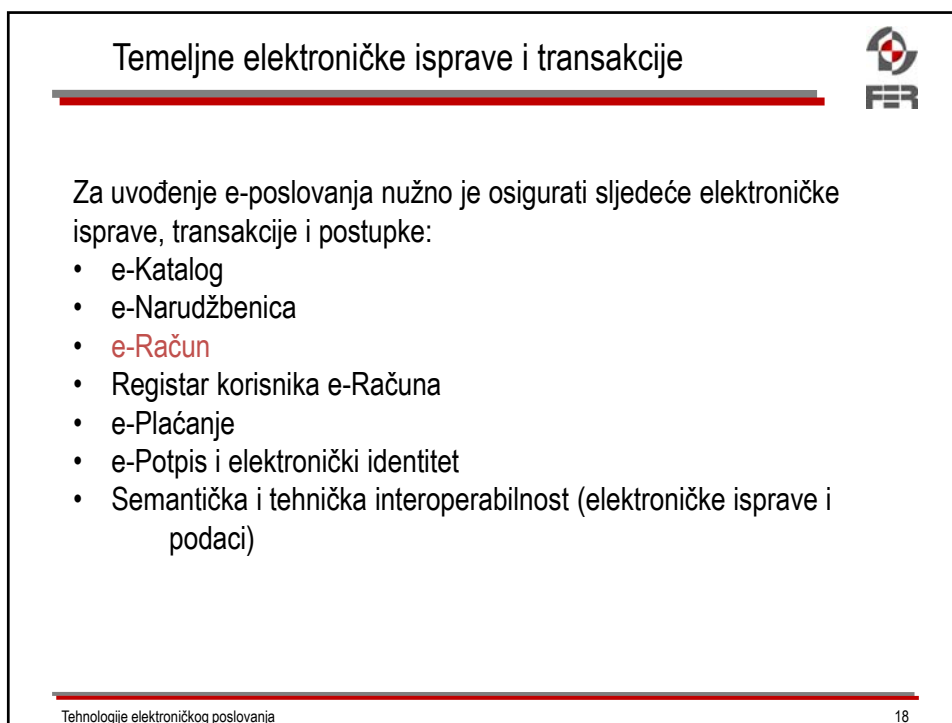 Temeljne elektroničke isprave i transakcije
FER
Za uvođenje e-poslovanja nužno je osigurati sljedeće elektroničke
isprave, transakcije i postupke:
• e-Katalog
• e-Narudžbenica
• e-Račun
• Registar korisnika e-Računa
• e-Plaćanje
• e-Potpis i elektronički identitet
• Semantička i tehnička interoperabilnost (elektroničke isprave i
podaci)
Tehnologije elektroničkog poslovanja
18